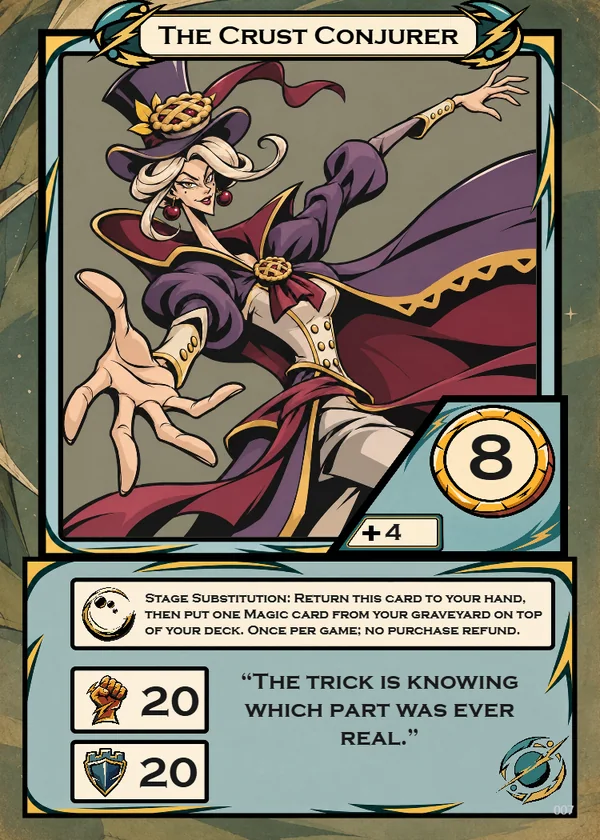 The Crust Conjurer
8
+4
Stage Substitution: Return this card to your hand,
then put one Magic card from your graveyard on top
of your deck. Once per game; no purchase refund.
20
20
“The trick is knowing
which part was ever
real.”
007